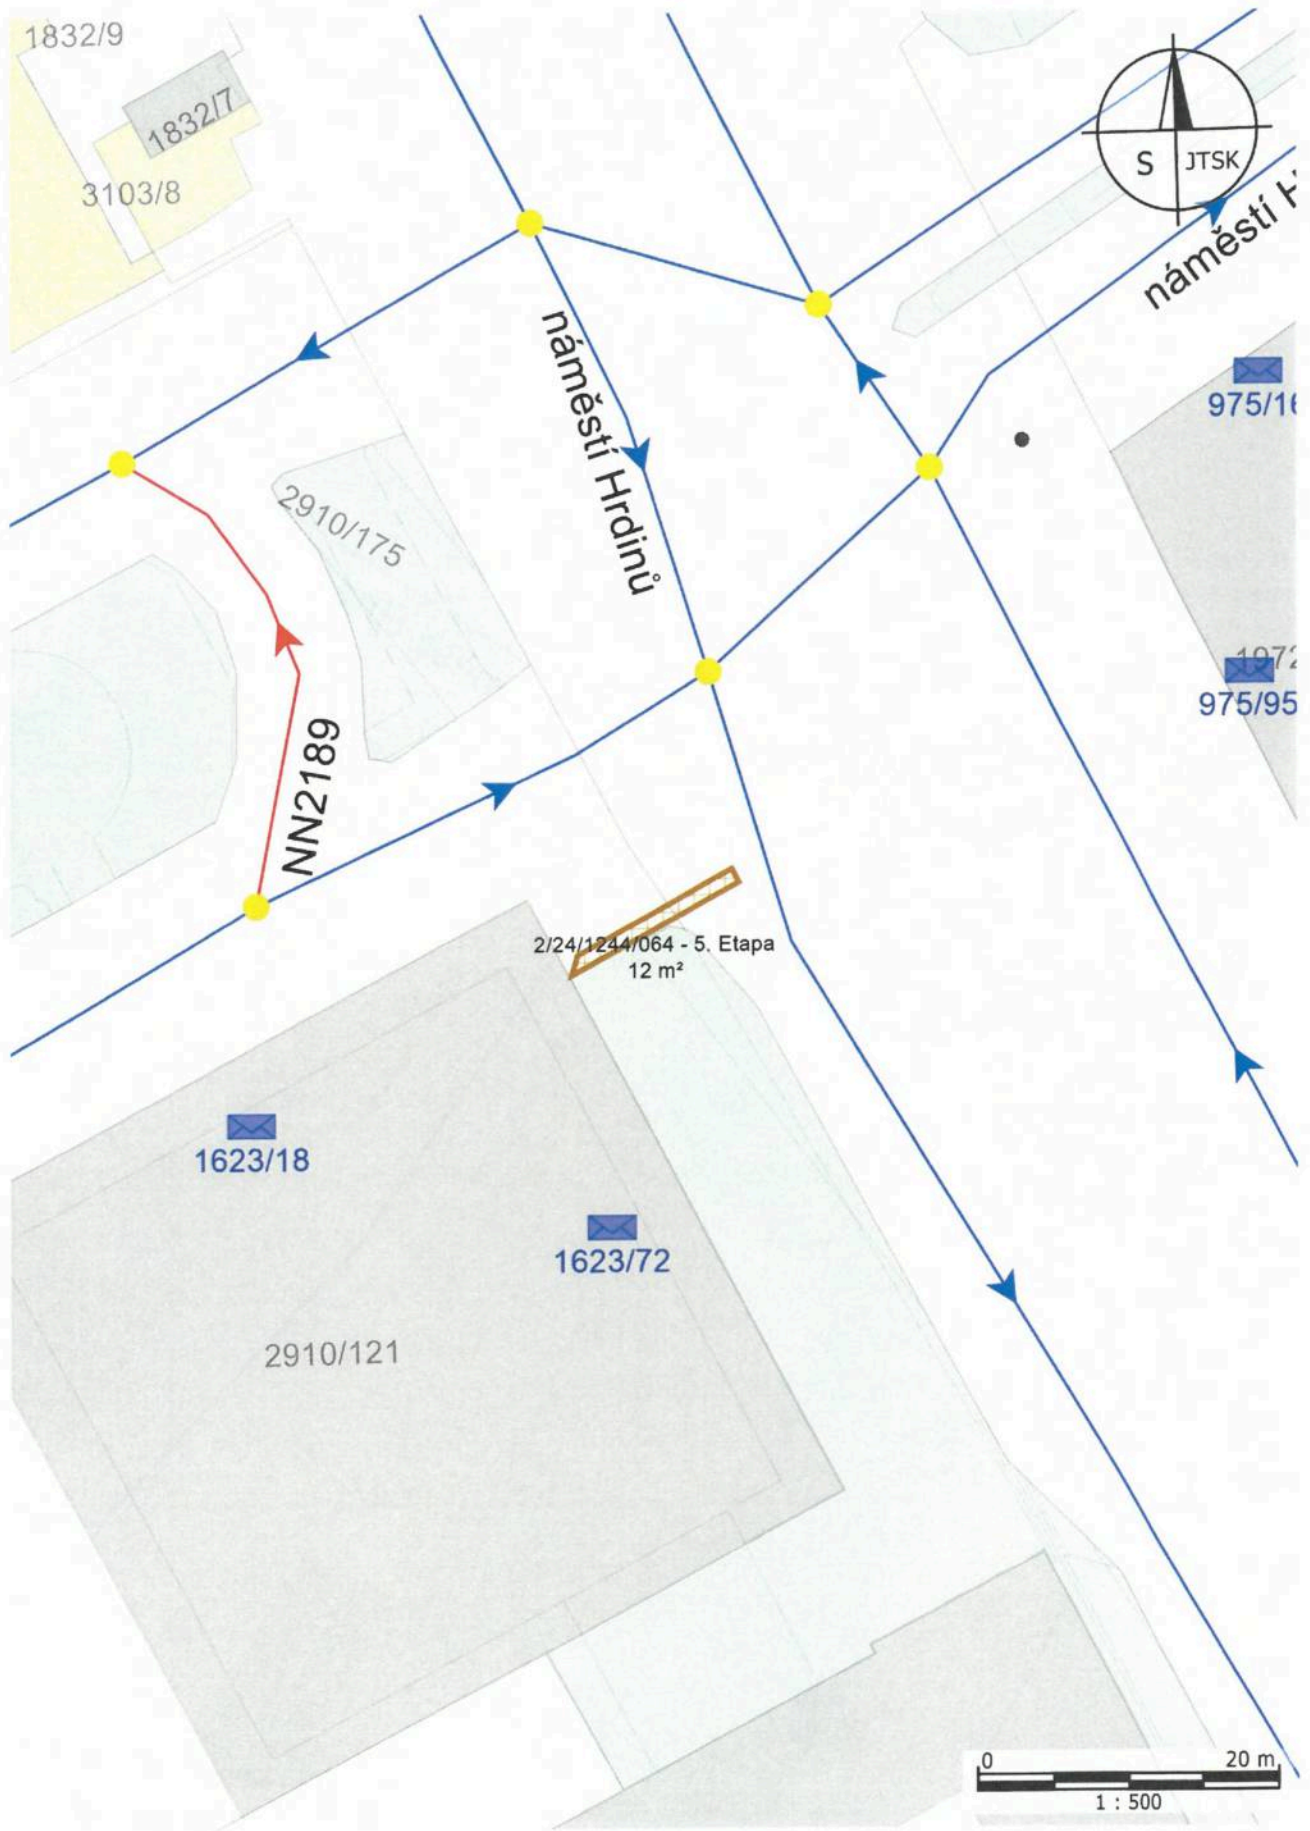 1832/9
1832/7
3103/8
S
JTSK
náměstí H
náměstí Hrdinů
975/16
2910/175
1972
975/95
NN2189
2/24/1244/064 - 5. Etapa
12 m²
1623/18
1623/72
2910/121
0
20 m
1 : 500